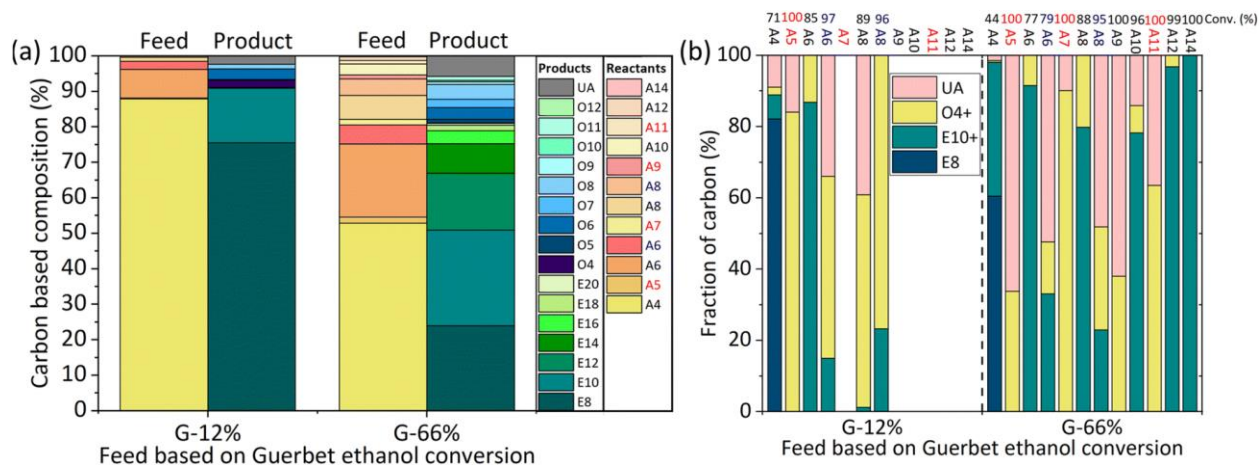 (a)
Feed Product Feed Product
Carbon based composition (%)
100
90
80
70
60
50
40
30
20
10
0
G-12% G-66%
Feed based on Guerbet ethanol conversion
Products
UA
O12
O11
O10
O9
O8
O7
O6
O5
O4
E20
E18
E16
E14
E12
E10
E8
Reactants
A14
A12
A11
A10
A9
A8
A8
A7
A6
A6
A5
A4
(b)
71 100 85 97 89 96 44 100 77 79 100 88 95 100 96 100 99 100 Conv. (%)
A4 A5 A6 A6 A7 A8 A8 A9 A10 A11 A12 A14 A4 A5 A6 A6 A7 A8 A8 A9 A10 A11 A12 A14
Fraction of carbon (%)
100
80
60
40
20
0
UA
O4+
E10+
E8
G-12% G-66%
Feed based on Guerbet ethanol conversion